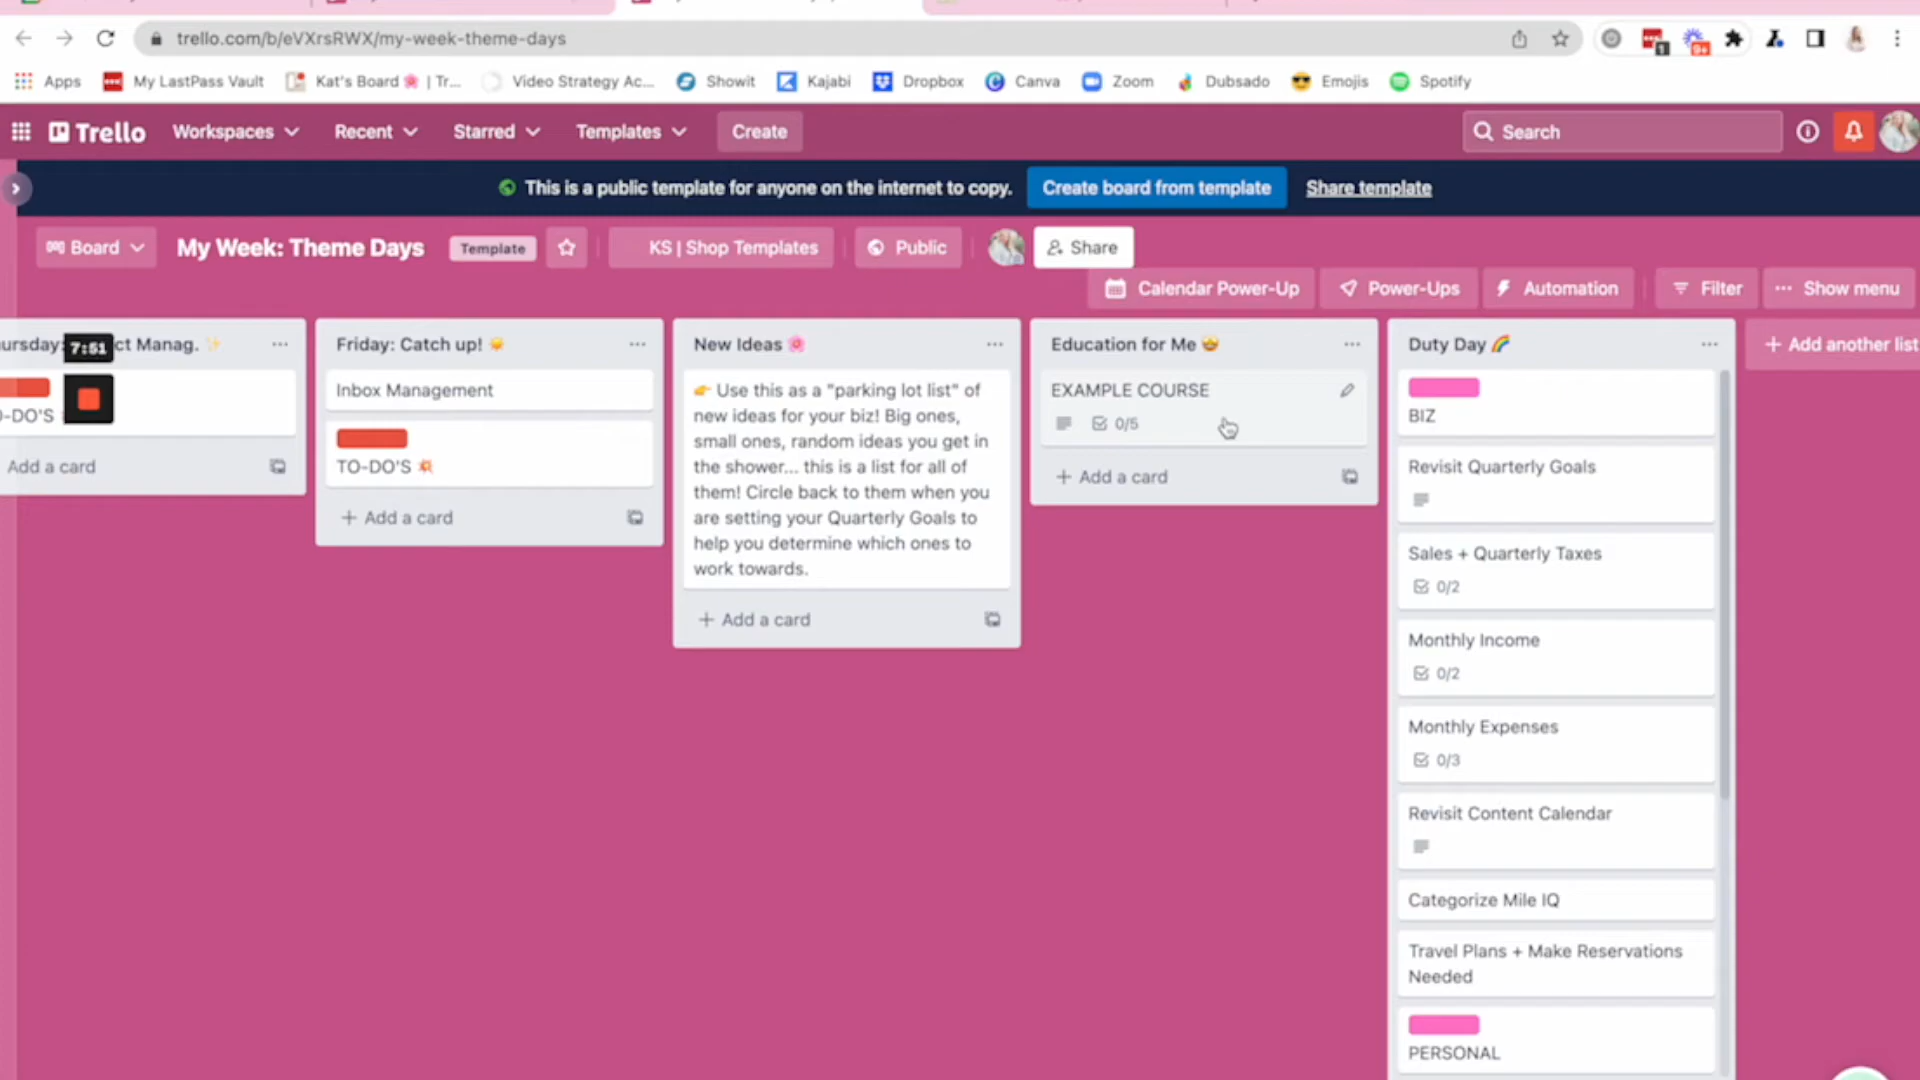 trello.com/b/eVXrsRWX/my-week-theme-days
1
9+
Apps
My LastPass Vault
Kat's Board 🌸 | Tr...
Video Strategy Ac...
Showit
Kajabi
Dropbox
Canva
Zoom
Dubsado
Emojis
Spotify
Trello
Workspaces
Recent
Starred
Templates
Create
Search
This is a public template for anyone on the internet to copy.
Create board from template
Share template
Board
My Week: Theme Days
Template
KS | Shop Templates
Public
Share
Calendar Power-Up
Power-Ups
Automation
Filter
Show menu
ursday:
7:51
ct Manag. ✨
O-DO'S
Add a card
Friday: Catch up! ☀️
Inbox Management
TO-DO'S 💥
+ Add a card
New Ideas 🌸
👉 Use this as a "parking lot list" of
new ideas for your biz! Big ones,
small ones, random ideas you get in
the shower... this is a list for all of
them! Circle back to them when you
are setting your Quarterly Goals to
help you determine which ones to
work towards.
+ Add a card
Education for Me 🤩
EXAMPLE COURSE
0/5
+ Add a card
Duty Day 🌈
BIZ
Revisit Quarterly Goals
Sales + Quarterly Taxes
0/2
Monthly Income
0/2
Monthly Expenses
0/3
Revisit Content Calendar
Categorize Mile IQ
Travel Plans + Make Reservations
Needed
PERSONAL
+ Add another list